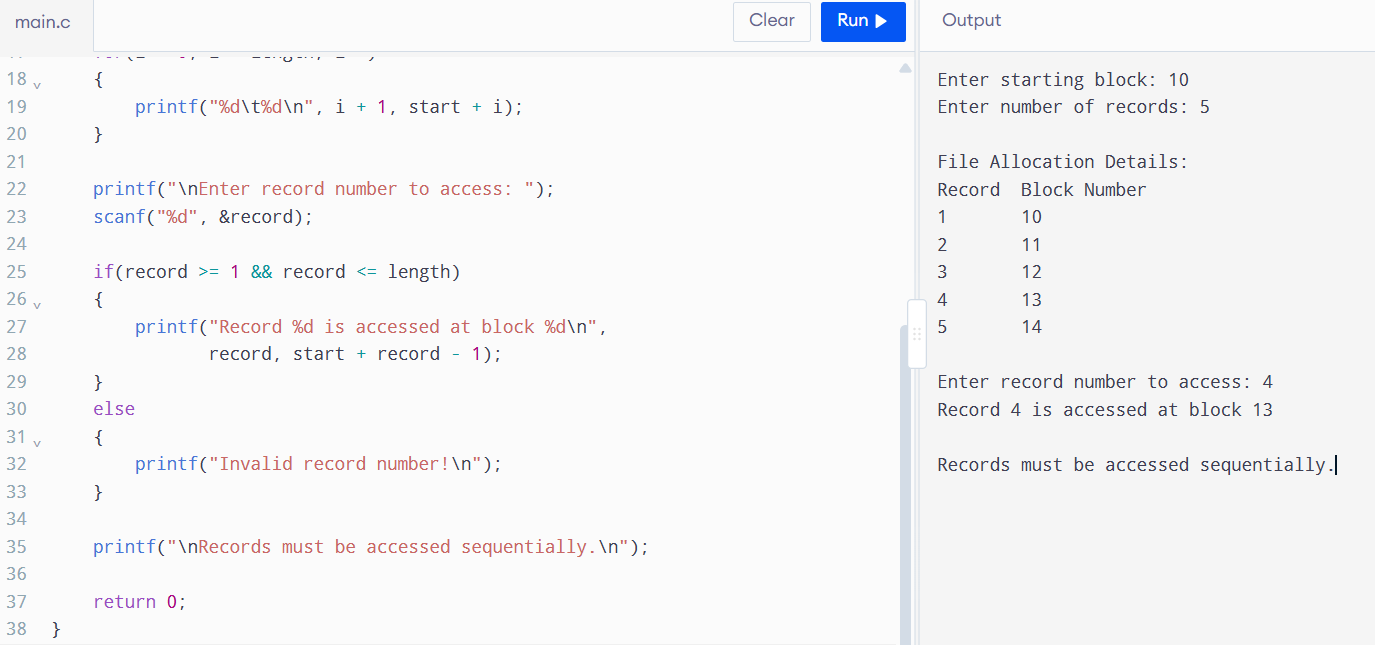 main.c
Clear
Run
18 {
19 printf("%d\t%d\n", i + 1, start + i);
20 }
21
22 printf("\nEnter record number to access: ");
23 scanf("%d", &record);
24
25 if(record >= 1 && record <= length)
26 {
27 printf("Record %d is accessed at block %d\n",
28 record, start + record - 1);
29 }
30 else
31 {
32 printf("Invalid record number!\n");
33 }
34
35 printf("\nRecords must be accessed sequentially.\n");
36
37 return 0;
38 }
Output
Enter starting block: 10
Enter number of records: 5
File Allocation Details:
Record Block Number
1 10
2 11
3 12
4 13
5 14
Enter record number to access: 4
Record 4 is accessed at block 13
Records must be accessed sequentially.